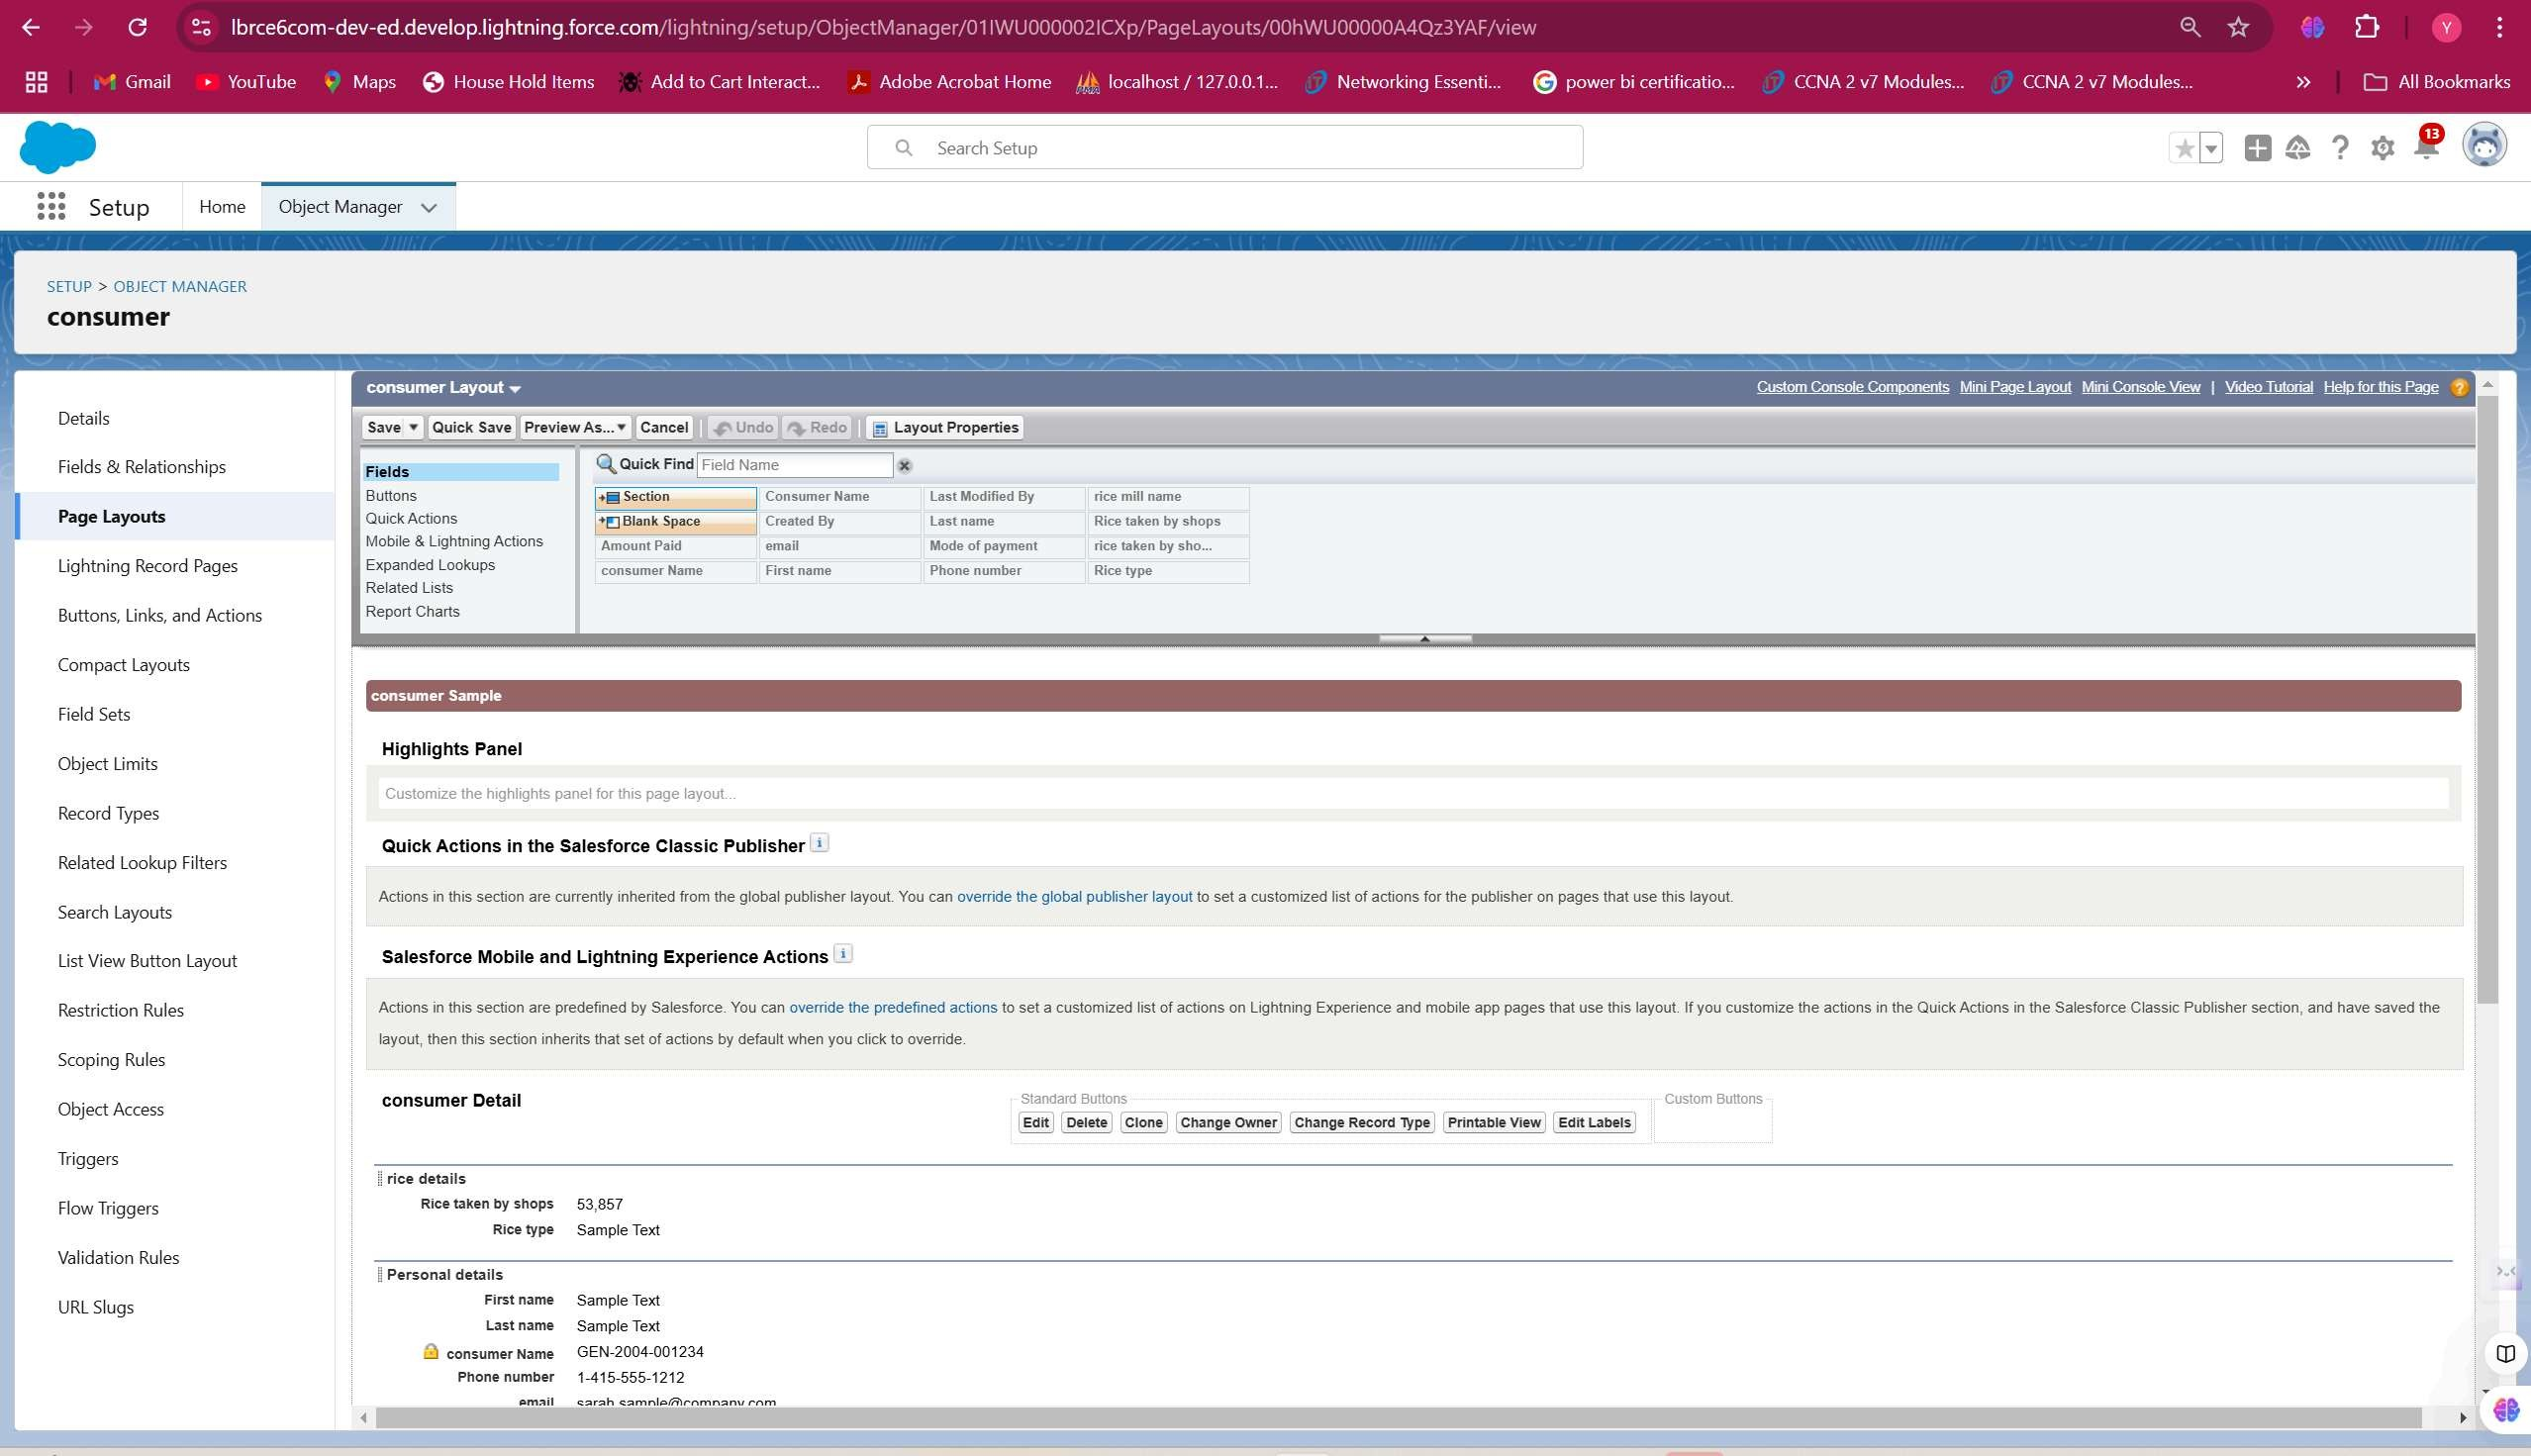 lbrce6com-dev-ed.develop.lightning.force.com/lightning/setup/ObjectManager/01IWU000002ICXp/PageLayouts/00hWU00000A4Qz3YAF/view
Y
Gmail YouTube Maps House Hold Items Add to Cart Interact... Adobe Acrobat Home localhost / 127.0.0.1... Networking Essenti... power bi certificatio... CCNA 2 v7 Modules... CCNA 2 v7 Modules... » All Bookmarks
Search Setup
13
Setup Home Object Manager
SETUP > OBJECT MANAGER
consumer
Details
Fields & Relationships
Page Layouts
Lightning Record Pages
Buttons, Links, and Actions
Compact Layouts
Field Sets
Object Limits
Record Types
Related Lookup Filters
Search Layouts
List View Button Layout
Restriction Rules
Scoping Rules
Object Access
Triggers
Flow Triggers
Validation Rules
URL Slugs
consumer Layout
Custom Console Components Mini Page Layout Mini Console View | Video Tutorial Help for this Page ?
Save Quick Save Preview As... Cancel Undo Redo Layout Properties
Fields
Buttons
Quick Actions
Mobile & Lightning Actions
Expanded Lookups
Related Lists
Report Charts
Quick Find Field Name
Section Consumer Name Last Modified By rice mill name
Blank Space Created By Last name Rice taken by shops
Amount Paid email Mode of payment rice taken by sho...
consumer Name First name Phone number Rice type
consumer Sample
Highlights Panel
Customize the highlights panel for this page layout...
Quick Actions in the Salesforce Classic Publisher i
Actions in this section are currently inherited from the global publisher layout. You can override the global publisher layout to set a customized list of actions for the publisher on pages that use this layout.
Salesforce Mobile and Lightning Experience Actions i
Actions in this section are predefined by Salesforce. You can override the predefined actions to set a customized list of actions on Lightning Experience and mobile app pages that use this layout. If you customize the actions in the Quick Actions in the Salesforce Classic Publisher section, and have saved the
layout, then this section inherits that set of actions by default when you click to override.
consumer Detail
Standard Buttons
Edit Delete Clone Change Owner Change Record Type Printable View Edit Labels
Custom Buttons
rice details
Rice taken by shops 53,857
Rice type Sample Text
Personal details
First name Sample Text
Last name Sample Text
consumer Name GEN-2004-001234
Phone number 1-415-555-1212
email sarah.sample@company.com